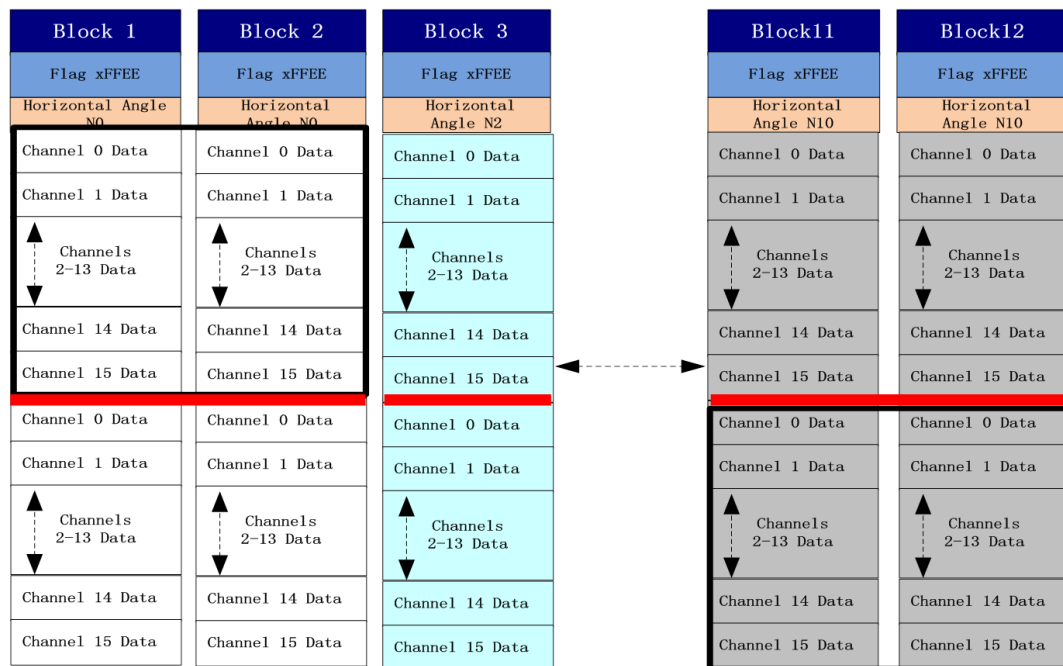 Block 1
Flag xFFEE
Horizontal Angle
N0
Channel 0 Data
Channel 1 Data
Channels
2-13 Data
Channel 14 Data
Channel 15 Data
Channel 0 Data
Channel 1 Data
Channels
2-13 Data
Channel 14 Data
Channel 15 Data
Block 2
Flag xFFEE
Horizontal
Angle N0
Channel 0 Data
Channel 1 Data
Channels
2-13 Data
Channel 14 Data
Channel 15 Data
Channel 0 Data
Channel 1 Data
Channels
2-13 Data
Channel 14 Data
Channel 15 Data
Block 3
Flag xFFEE
Horizontal
Angle N2
Channel 0 Data
Channel 1 Data
Channels
2-13 Data
Channel 14 Data
Channel 15 Data
Channel 0 Data
Channel 1 Data
Channels
2-13 Data
Channel 14 Data
Channel 15 Data
Block11
Flag xFFEE
Horizontal
Angle N10
Channel 0 Data
Channel 1 Data
Channels
2-13 Data
Channel 14 Data
Channel 15 Data
Channel 0 Data
Channel 1 Data
Channels
2-13 Data
Channel 14 Data
Channel 15 Data
Block12
Flag xFFEE
Horizontal
Angle N10
Channel 0 Data
Channel 1 Data
Channels
2-13 Data
Channel 14 Data
Channel 15 Data
Channel 0 Data
Channel 1 Data
Channels
2-13 Data
Channel 14 Data
Channel 15 Data